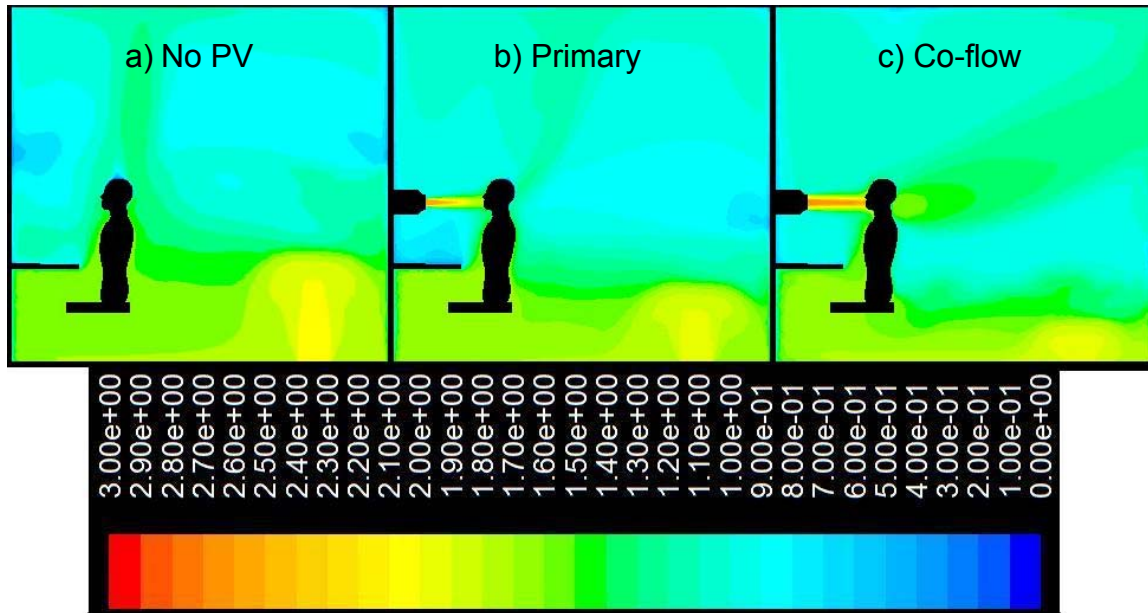 a) No PV
b) Primary
c) Co-flow
3.00e+00
2.90e+00
2.80e+00
2.70e+00
2.60e+00
2.50e+00
2.40e+00
2.30e+00
2.20e+00
2.10e+00
2.00e+00
1.90e+00
1.80e+00
1.70e+00
1.60e+00
1.50e+00
1.40e+00
1.30e+00
1.20e+00
1.10e+00
1.00e+00
9.00e-01
8.00e-01
7.00e-01
6.00e-01
5.00e-01
4.00e-01
3.00e-01
2.00e-01
1.00e-01
0.00e+00